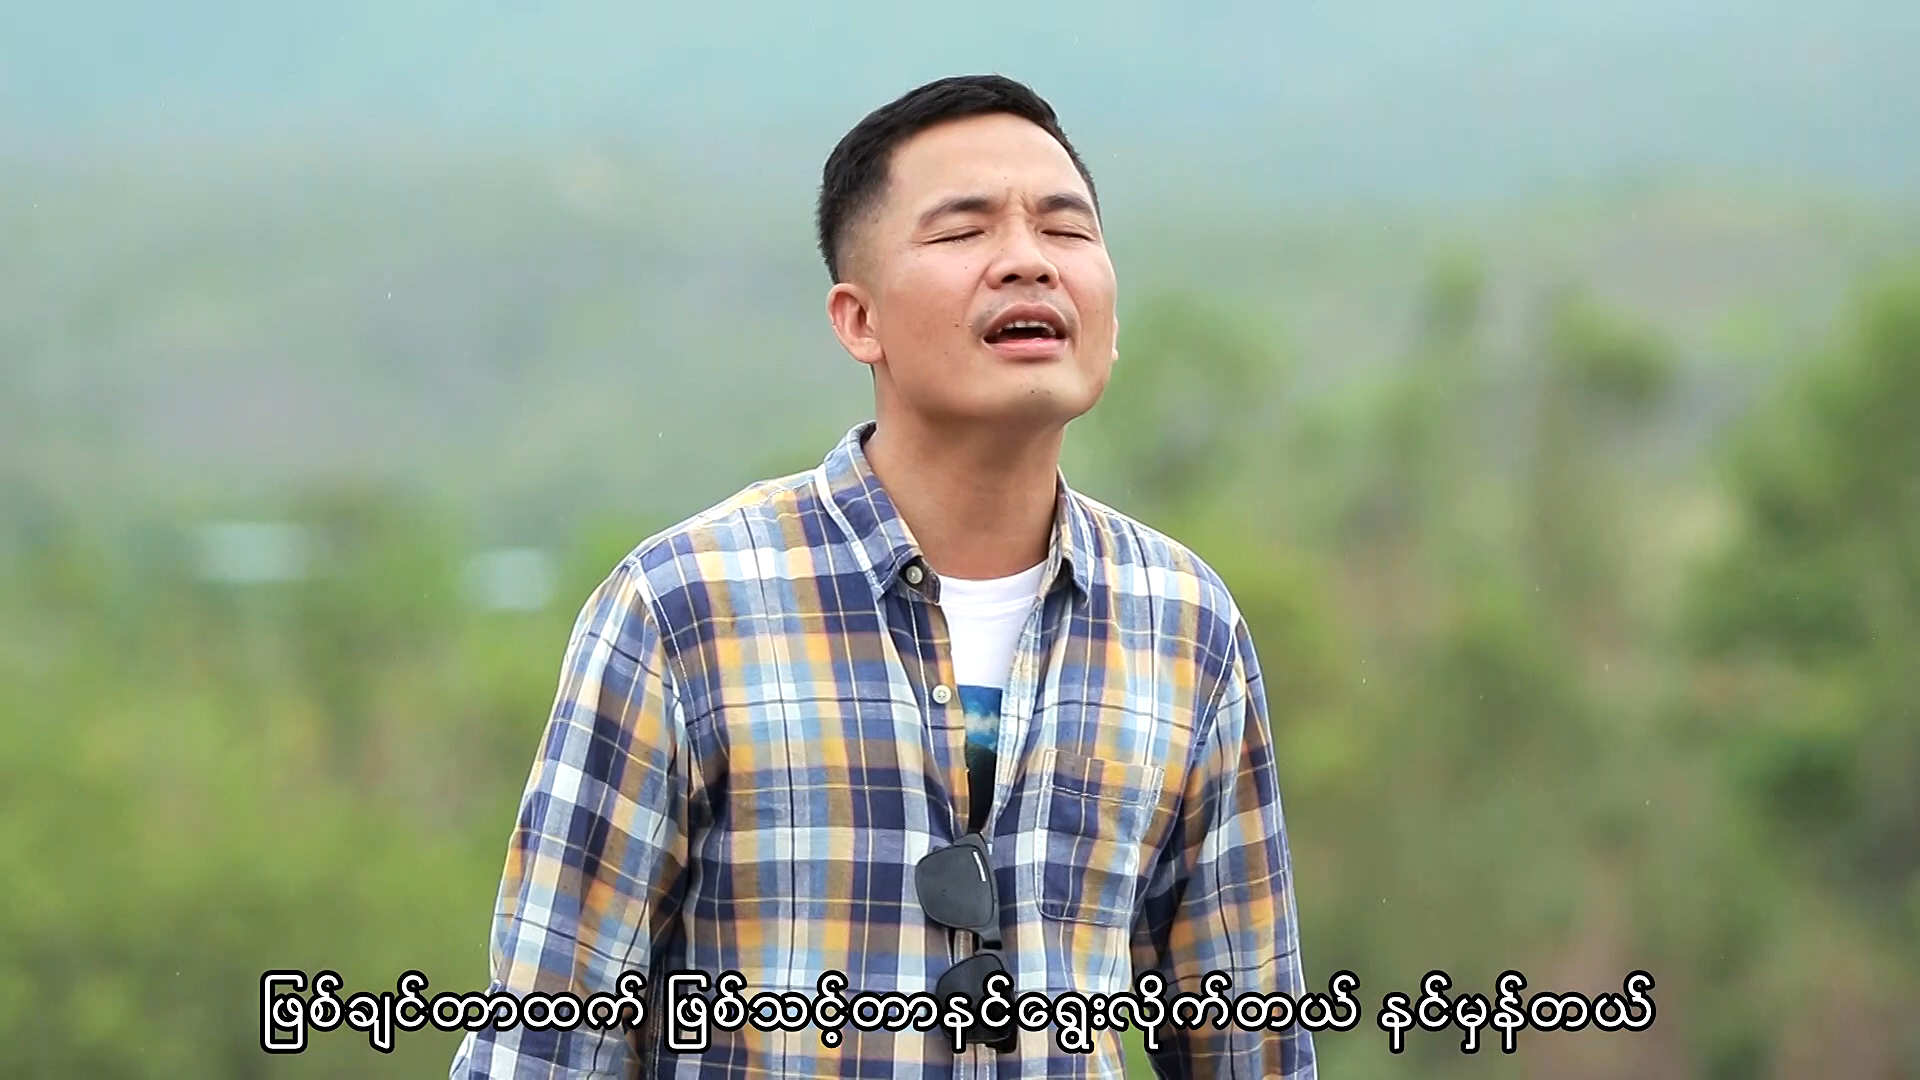 ဖြစ်ချင်တာထက် ဖြစ်သင့်တာနင်ရွေးလိုက်တယ် နင်မှန်တယ်